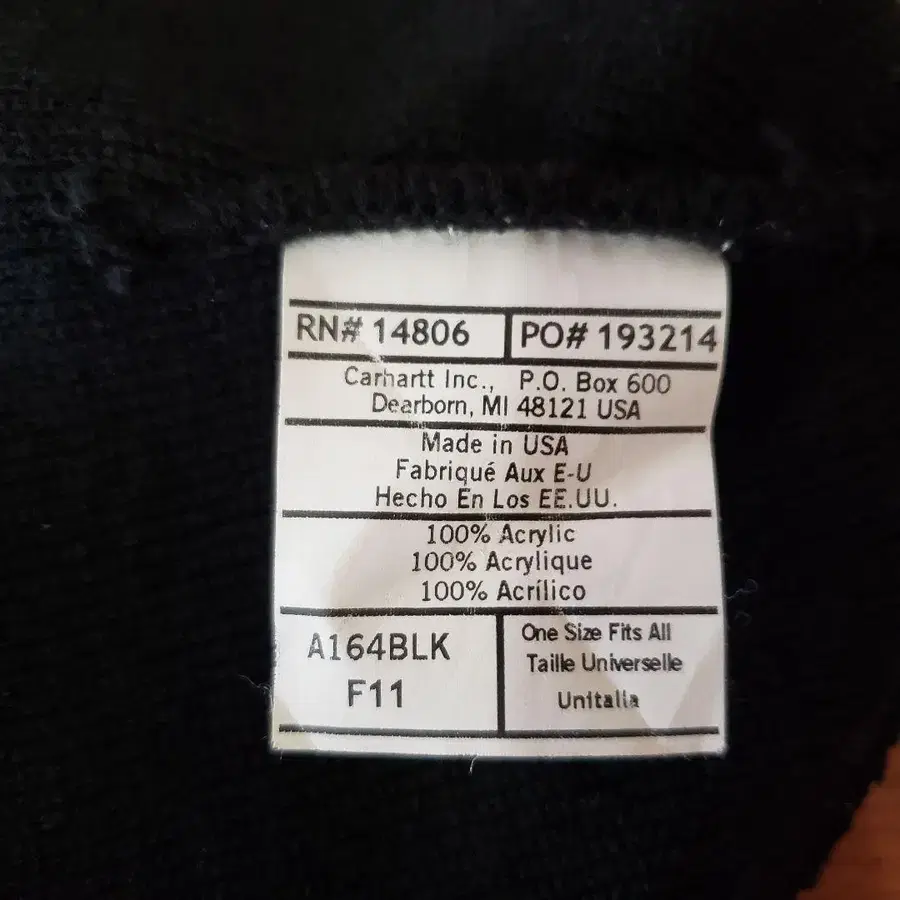 RN# 14806 PO# 193214
Carhartt Inc., P.O. Box 600
Dearborn, MI 48121 USA
Made in USA
Fabriqué Aux E-U
Hecho En Los EE.UU.
100% Acrylic
100% Acrylique
100% Acrílico
A164BLK
F11
One Size Fits All
Taille Universelle
Unitalla